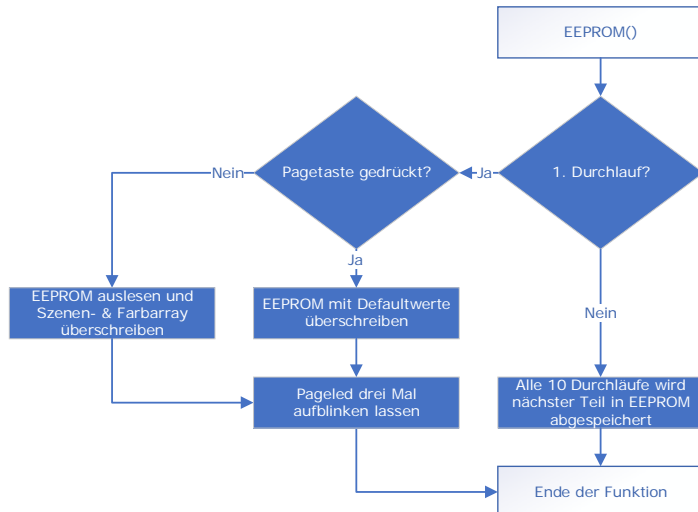 EEPROM()
1. Durchlauf?
Ja
Pagetaste gedrückt?
Nein
Ja
EEPROM auslesen und
Szenen- & Farbarray
überschreiben
EEPROM mit Defaultwerte
überschreiben
Nein
Pageled drei Mal
aufblinken lassen
Alle 10 Durchläufe wird
nächster Teil in EEPROM
abgespeichert
Ende der Funktion